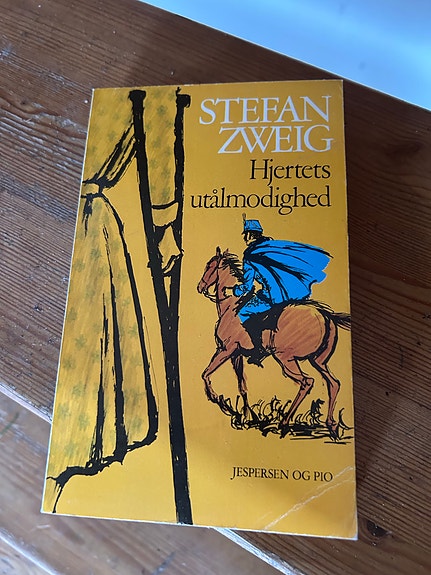 STEFAN
ZWEIG
Hjertets
utålmodighed
JESPERSEN OG PIO